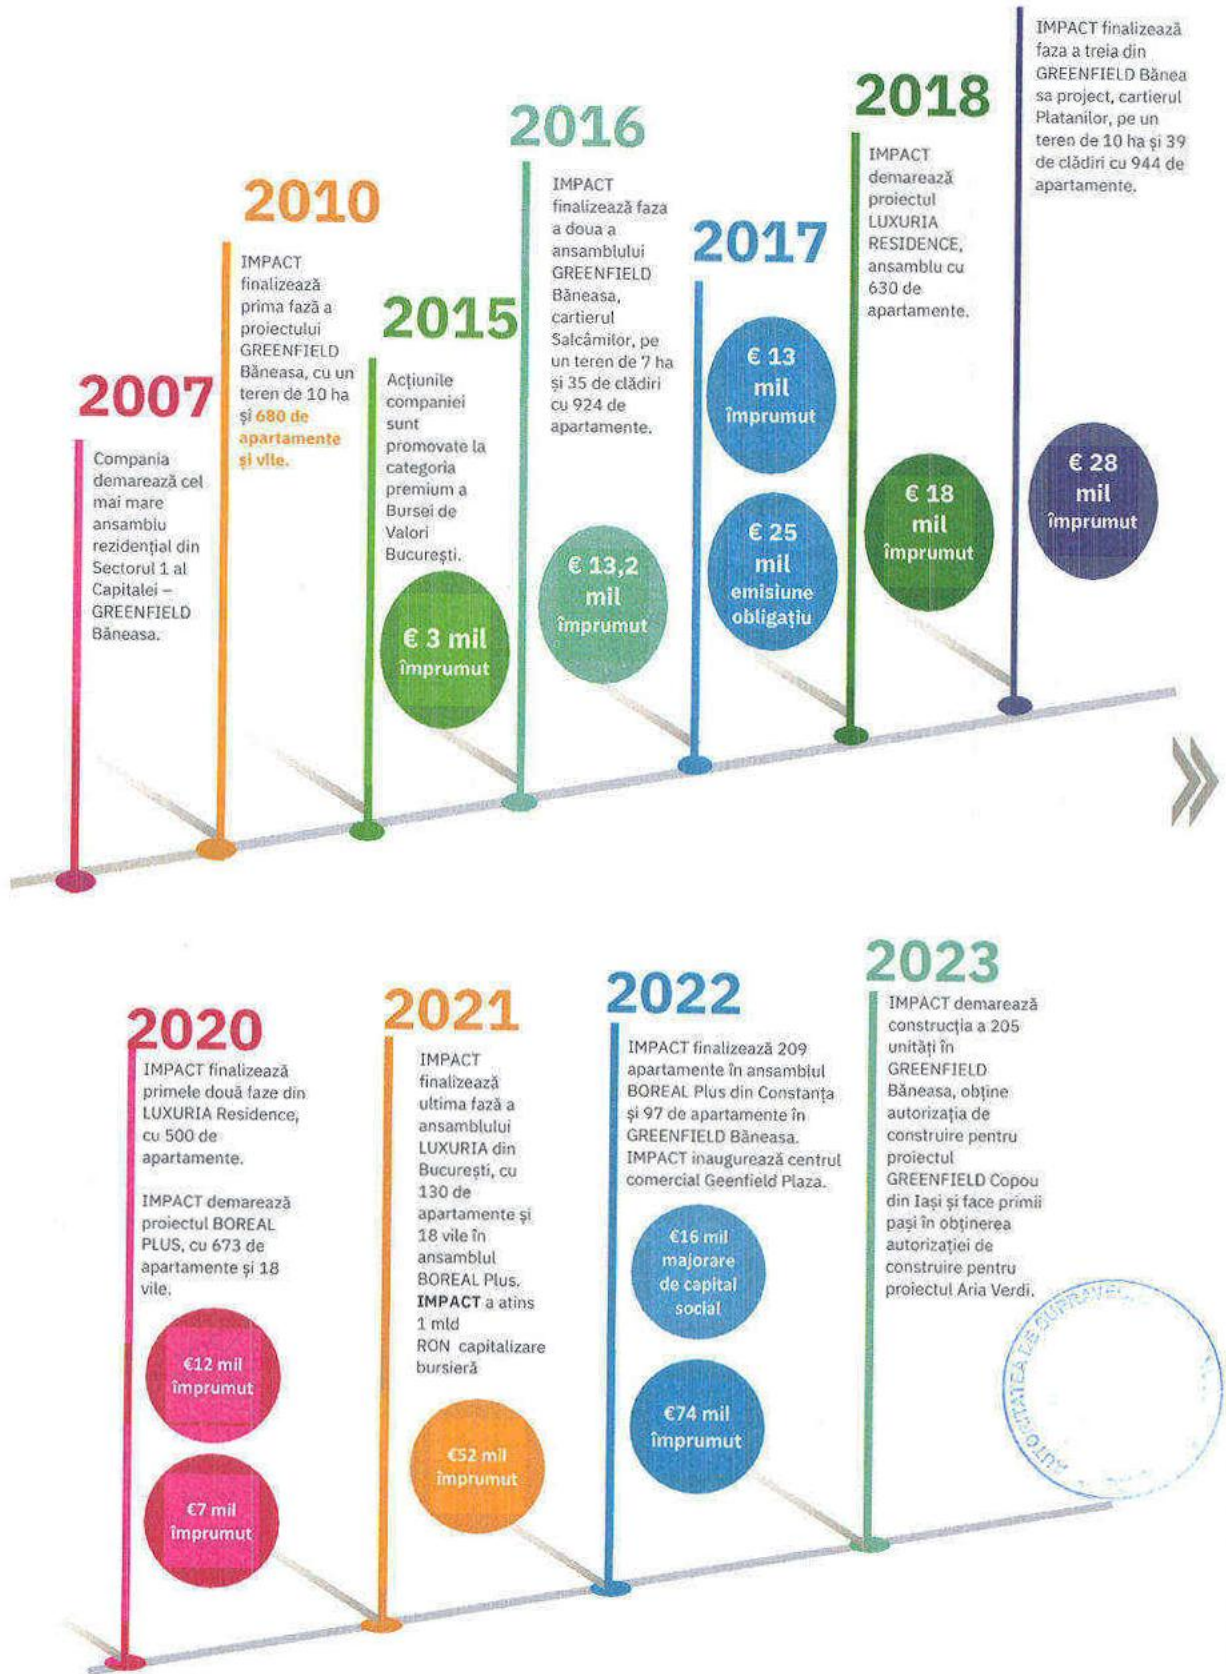 2007
Compania
demarează cel
mai mare
ansamblu
rezidențial din
Sectorul 1 al
Capitalei –
GREENFIELD
Băneasa.
2010
IMPACT
finalizează
prima fază a
proiectului
GREENFIELD
Băneasa, cu un
teren de 10 ha
și 680 de
apartamente
și vile.
2015
Acțiunile
companiei
sunt
promovate la
categoria
premium a
Bursei de
Valori
București.
€ 3 mil
împrumut
2016
IMPACT
finalizează faza
a doua a
ansamblului
GREENFIELD
Băneasa,
cartierul
Salcâmilor, pe
un teren de 7 ha
și 35 de clădiri
cu 924 de
apartamente.
€ 13,2
mil
împrumut
2017
€ 13
mil
împrumut
€ 25
mil
emisiune
obligațiu
2018
IMPACT
demarează
proiectul
LUXURIA
RESIDENCE,
ansamblu cu
630 de
apartamente.
€ 18
mil
împrumut
IMPACT finalizează
faza a treia din
GREENFIELD Bănea
sa project, cartierul
Platanilor, pe un
teren de 10 ha și 39
de clădiri cu 944 de
apartamente.
€ 28
mil
împrumut
2020
IMPACT finalizează
primele două faze din
LUXURIA Residence,
cu 500 de
apartamente.
IMPACT demarează
proiectul BOREAL
PLUS, cu 673 de
apartamente și 18
vile.
€12 mil
împrumut
€7 mil
împrumut
2021
IMPACT
finalizează
ultima fază a
ansamblului
LUXURIA din
București, cu
130 de
apartamente și
18 vile în
ansamblul
BOREAL Plus.
IMPACT a atins
1 mld
RON capitalizare
bursieră
€52 mil
împrumut
2022
IMPACT finalizează 209
apartamente în ansamblul
BOREAL Plus din Constanța
și 97 de apartamente în
GREENFIELD Băneasa.
IMPACT inaugurează centrul
comercial Geenfield Plaza.
€16 mil
majorare
de capital
social
€74 mil
împrumut
2023
IMPACT demarează
construcția a 205
unități în
GREENFIELD
Băneasa, obține
autorizația de
construire pentru
proiectul
GREENFIELD Copou
din Iași și face primii
pași în obținerea
autorizației de
construire pentru
proiectul Aria Verdi.
AUTORITATEA DE